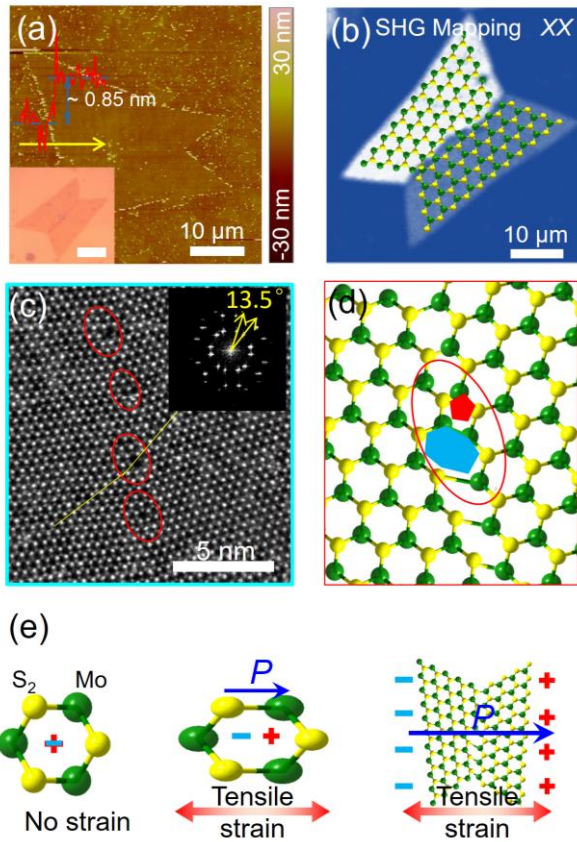 (a)
~ 0.85 nm
10 µm
30 nm
-30 nm
(b) SHG Mapping XX
10 µm
(c)
13.5°
5 nm
(d)
(e)
S2 Mo
No strain
P
Tensile
strain
P
Tensile
strain